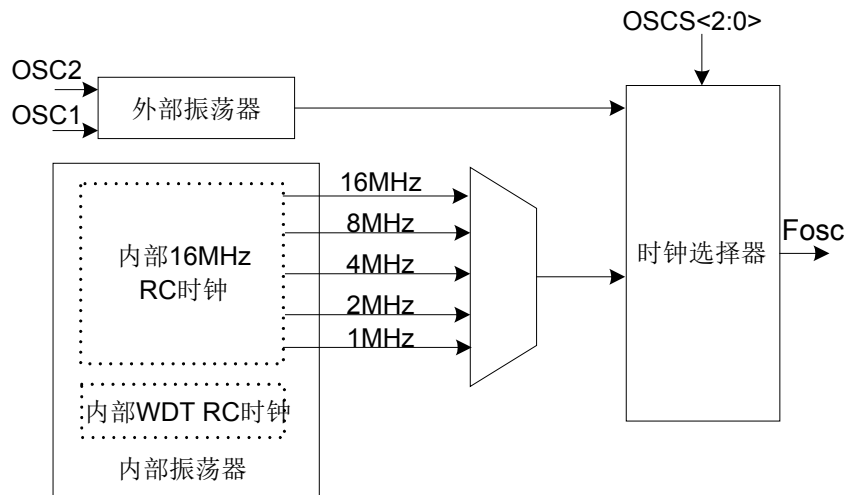 OSCS<2:0>
OSC2
OSC1
外部振荡器
16MHz
8MHz
4MHz
2MHz
1MHz
内部16MHz
RC时钟
内部WDT RC时钟
内部振荡器
时钟选择器
Fosc